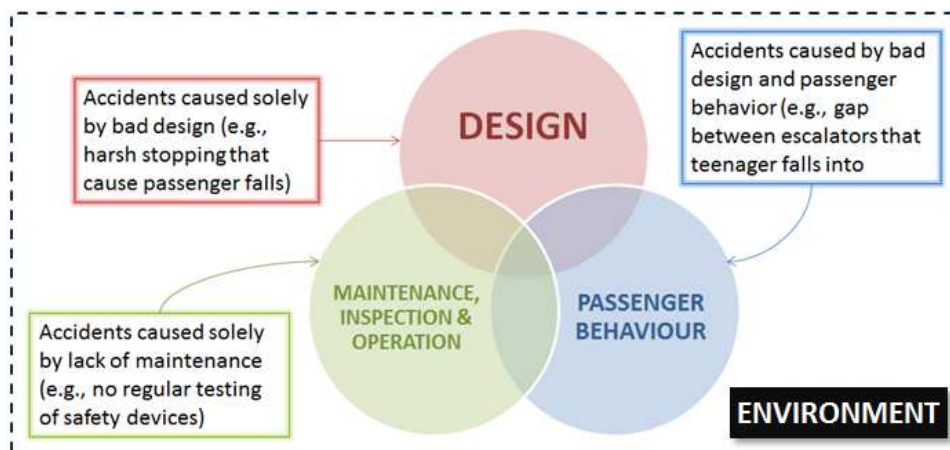 Accidents caused solely
by bad design (e.g.,
harsh stopping that
cause passenger falls)
DESIGN
Accidents caused by bad
design and passenger
behavior (e.g., gap
between escalators that
teenager falls into
Accidents caused solely
by lack of maintenance
(e.g., no regular testing
of safety devices)
MAINTENANCE,
INSPECTION &
OPERATION
PASSENGER
BEHAVIOUR
ENVIRONMENT